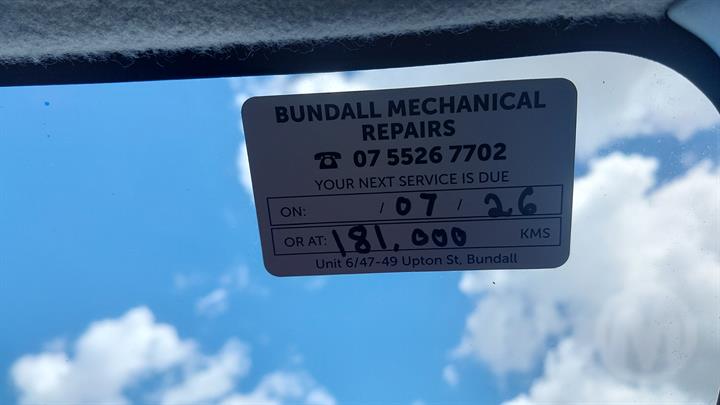 BUNDALL MECHANICAL
REPAIRS
☎ 07 5526 7702
YOUR NEXT SERVICE IS DUE
ON: / 07 / 26
OR AT: 181,000 KMS
Unit 6/47-49 Upton St, Bundall
M